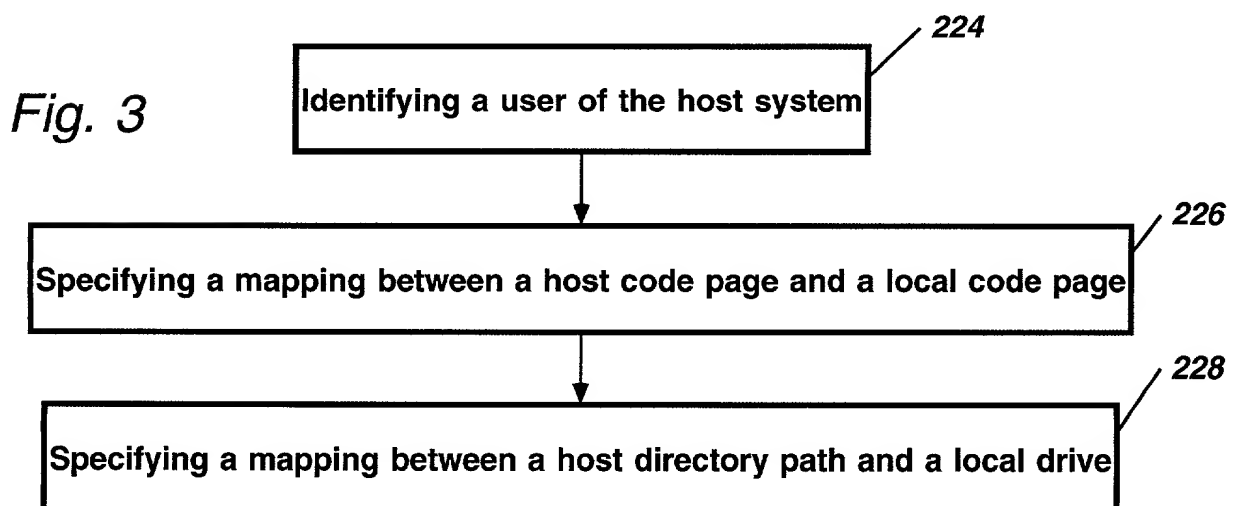 224
Fig. 3
Identifying a user of the host system
226
Specifying a mapping between a host code page and a local code page
228
Specifying a mapping between a host directory path and a local drive